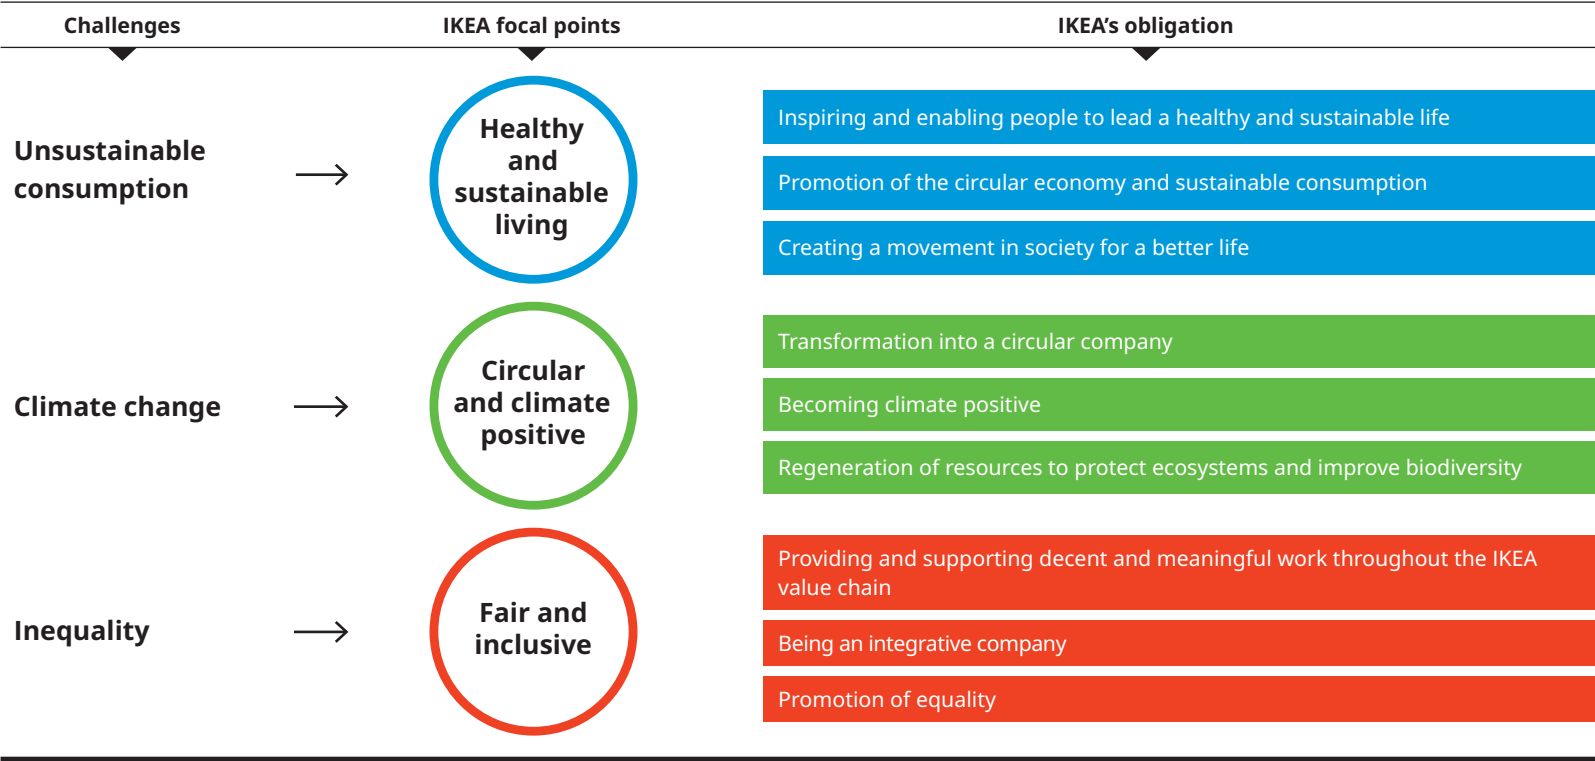 Challenges
IKEA focal points
IKEA’s obligation
Unsustainable
consumption
Healthy
and
sustainable
living
Inspiring and enabling people to lead a healthy and sustainable life
Promotion of the circular economy and sustainable consumption
Creating a movement in society for a better life
Climate change
Circular
and climate
positive
Transformation into a circular company
Becoming climate positive
Regeneration of resources to protect ecosystems and improve biodiversity
Inequality
Fair and
inclusive
Providing and supporting decent and meaningful work throughout the IKEA
value chain
Being an integrative company
Promotion of equality